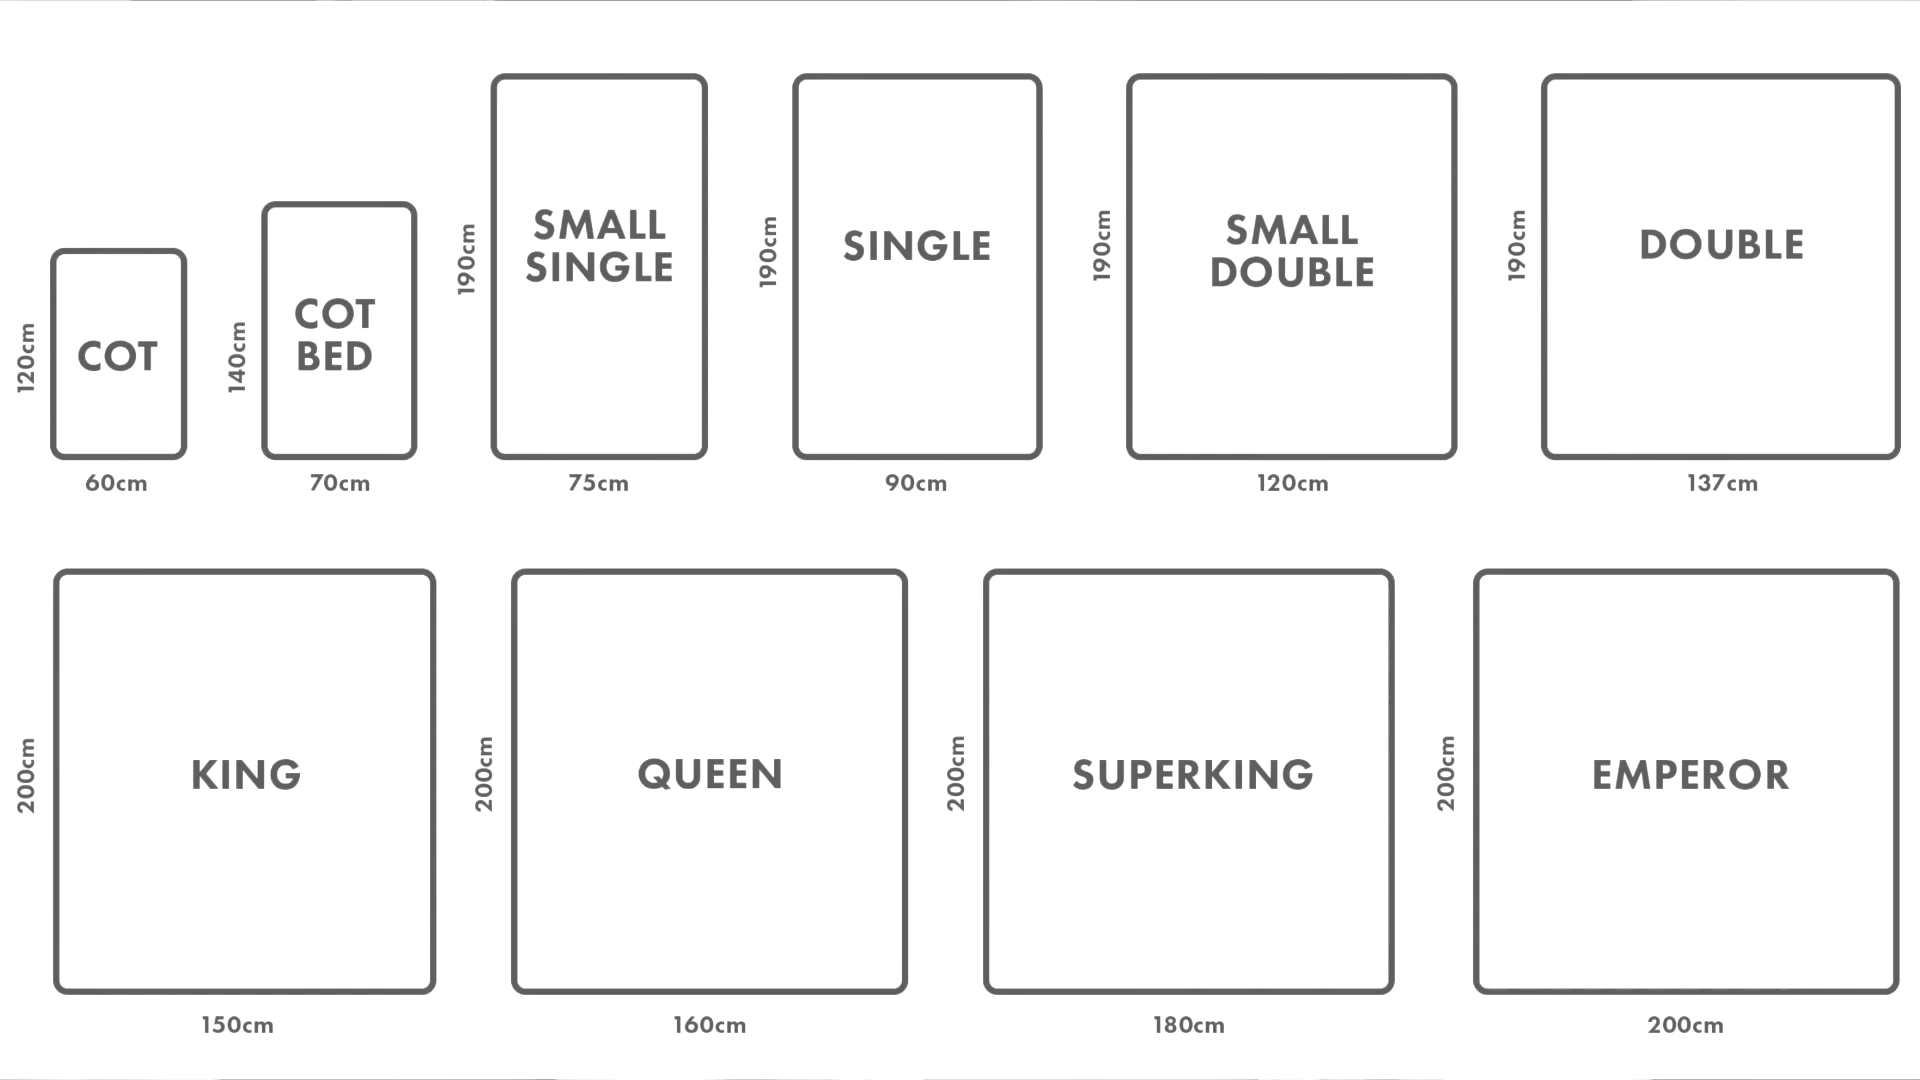 120cm
COT
60cm
140cm
COT
BED
70cm
190cm
SMALL
SINGLE
75cm
190cm
SINGLE
90cm
190cm
SMALL
DOUBLE
120cm
190cm
DOUBLE
137cm
200cm
KING
150cm
200cm
QUEEN
160cm
200cm
SUPERKING
180cm
200cm
EMPEROR
200cm